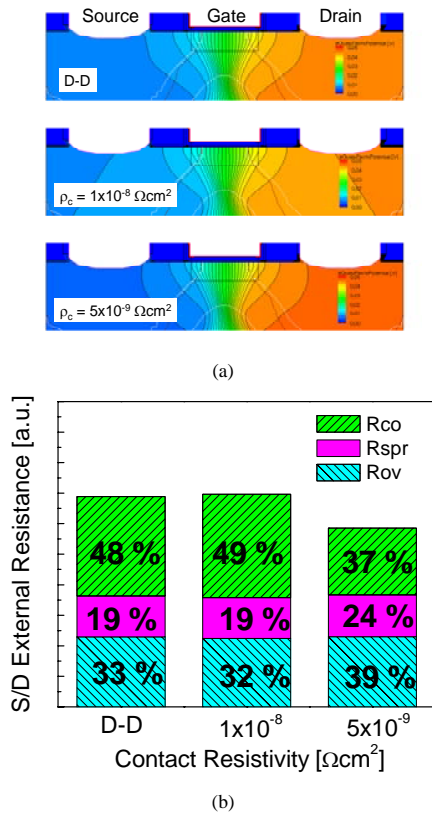 Source Gate Drain
D-D
ρc = 1x10-8 Ωcm2
ρc = 5x10-9 Ωcm2
(a)
S/D External Resistance [a.u.]
Rco
Rspr
Rov
48 % 49 % 37 %
19 % 19 % 24 %
33 % 32 % 39 %
D-D 1x10-8 5x10-9
Contact Resistivity [Ωcm2]
(b)